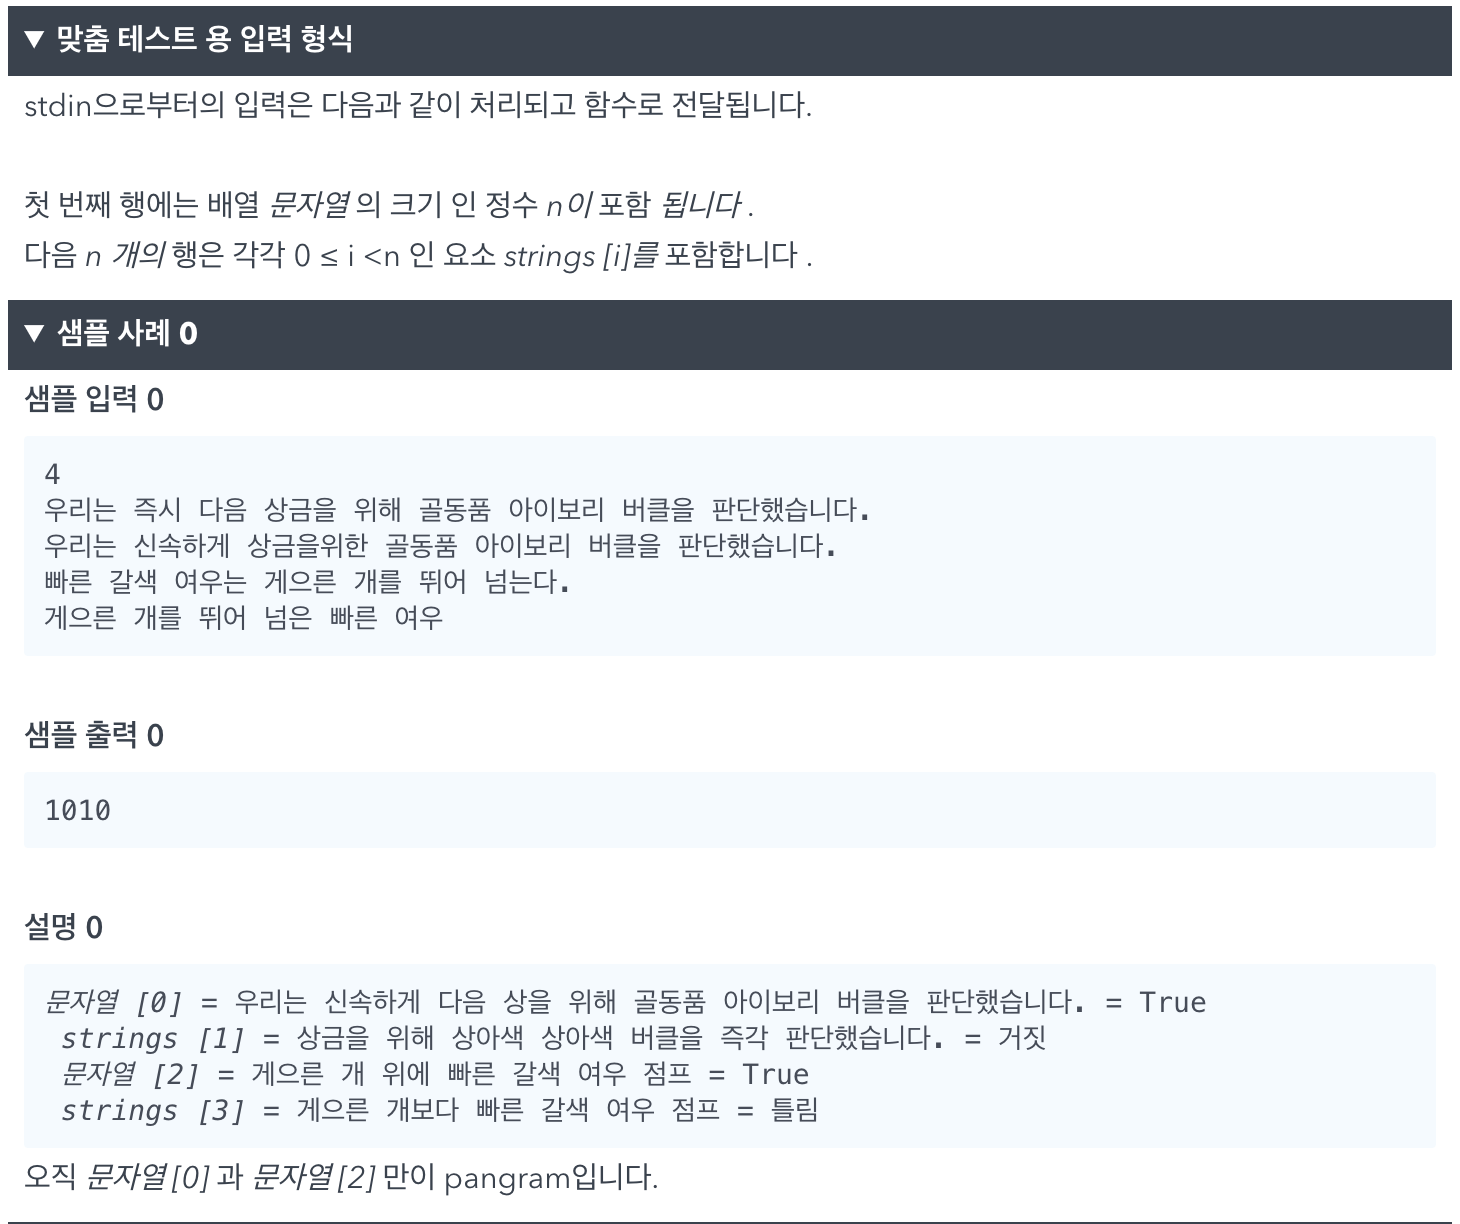 ▼ 맞춤 테스트 용 입력 형식
stdin으로부터의 입력은 다음과 같이 처리되고 함수로 전달됩니다.
첫 번째 행에는 배열 문자열 의 크기 인 정수 n이 포함 됩니다 .
다음 n 개의 행은 각각 0 ≤ i <n 인 요소 strings [i]를 포함합니다 .
▼ 샘플 사례 0
샘플 입력 0
4
우리는 즉시 다음 상금을 위해 골동품 아이보리 버클을 판단했습니다.
우리는 신속하게 상금을위한 골동품 아이보리 버클을 판단했습니다.
빠른 갈색 여우는 게으른 개를 뛰어 넘는다.
게으른 개를 뛰어 넘은 빠른 여우
샘플 출력 0
1010
설명 0
문자열 [0] = 우리는 신속하게 다음 상을 위해 골동품 아이보리 버클을 판단했습니다. = True
strings [1] = 상금을 위해 상아색 상아색 버클을 즉각 판단했습니다. = 거짓
문자열 [2] = 게으른 개 위에 빠른 갈색 여우 점프 = True
strings [3] = 게으른 개보다 빠른 갈색 여우 점프 = 틀림
오직 문자열[0] 과 문자열[2] 만이 pangram입니다.